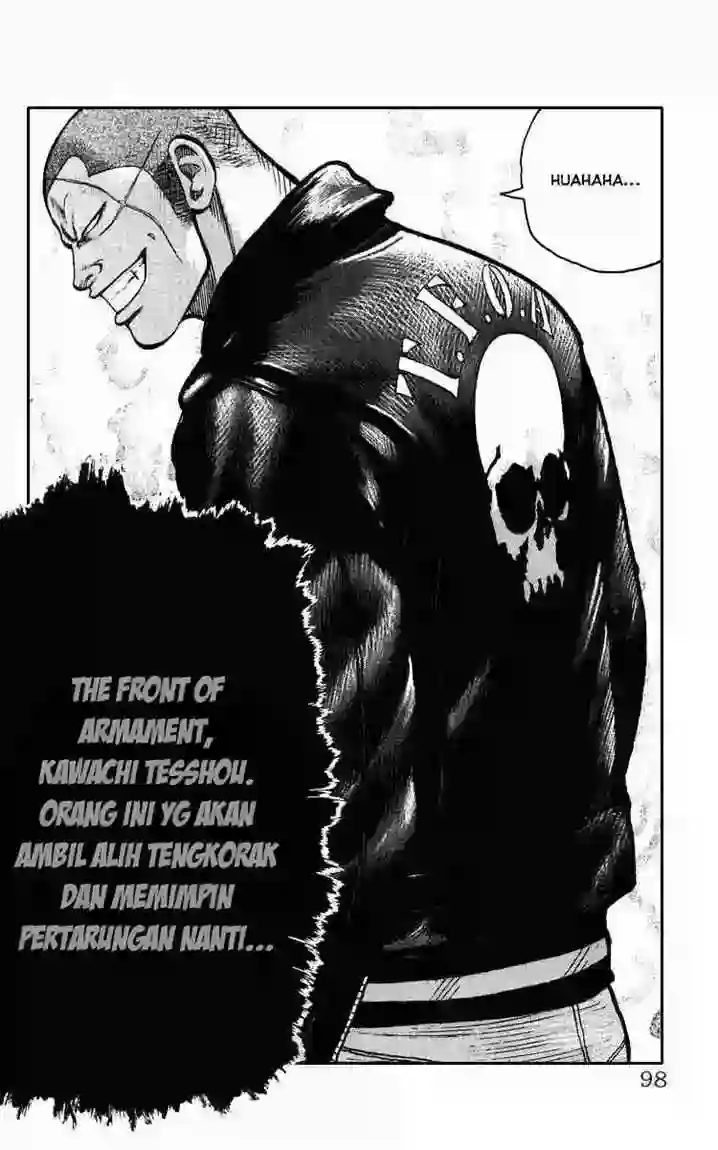 HUAHAHA...
T.F.O.A
THE FRONT OF
ARMAMENT,
KAWACHI TESSHOU.
ORANG INI YG AKAN
AMBIL ALIH TENGKORAK
DAN MEMIMPIN
PERTARUNGAN NANTI...
98